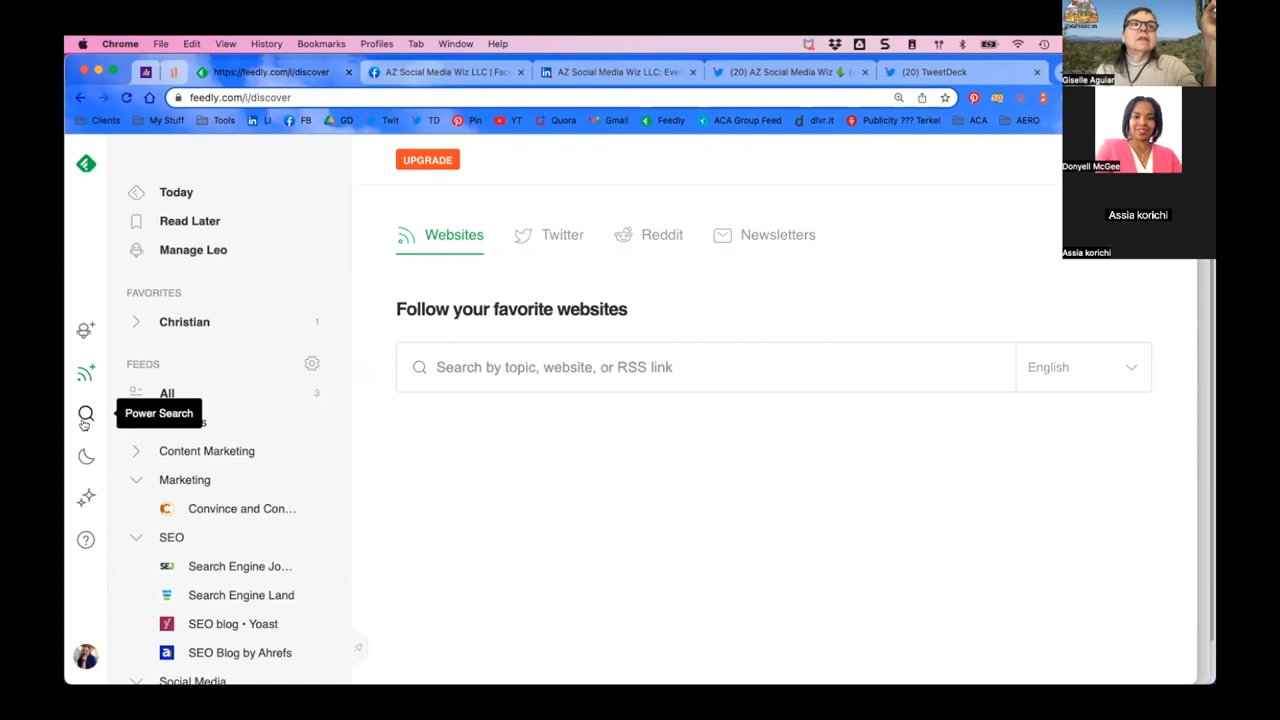 Chrome File Edit View History Bookmarks Profiles Tab Window Help
https://feedly.com/i/discover
AZ Social Media Wiz LLC | Fac
AZ Social Media Wiz LLC: Eve
(20) AZ Social Media Wiz
(20) TweetDeck
feedly.com/i/discover
Clients My Stuff Tools LI FB GD Twit TD Pin YT Quora Gmail Feedly ACA Group Feed dlvr.it Publicity ??? Terkel ACA AERO
Giselle Aguiar
Donyell McGee
Assia korichi
Assia korichi
Today
Read Later
Manage Leo
FAVORITES
Christian 1
FEEDS
All 3
Power Search
Content Marketing
Marketing
Convince and Con...
SEO
SEJ Search Engine Jo...
Search Engine Land
SEO blog • Yoast
SEO Blog by Ahrefs
Social Media
UPGRADE
Websites Twitter Reddit Newsletters
Follow your favorite websites
Search by topic, website, or RSS link English